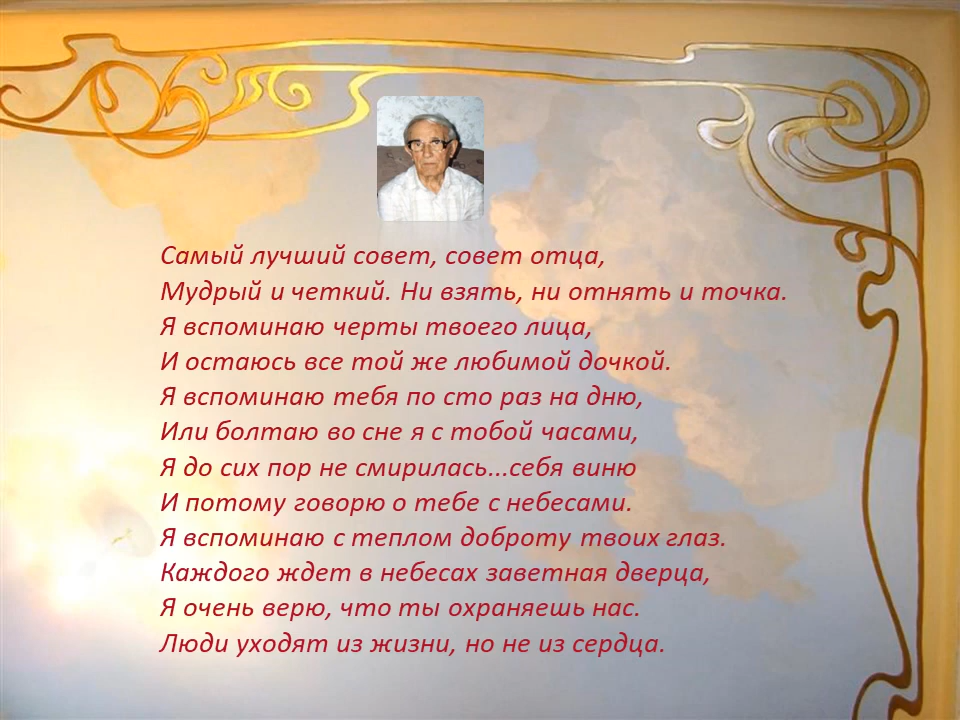 Самый лучший совет, совет отца,
Мудрый и четкий. Ни взять, ни отнять и точка.
Я вспоминаю черты твоего лица,
И остаюсь все той же любимой дочкой.
Я вспоминаю тебя по сто раз на дню,
Или болтаю во сне я с тобой часами,
Я до сих пор не смирилась...себя виню
И потому говорю о тебе с небесами.
Я вспоминаю с теплом доброту твоих глаз.
Каждого ждет в небесах заветная дверца,
Я очень верю, что ты охраняешь нас.
Люди уходят из жизни, но не из сердца.